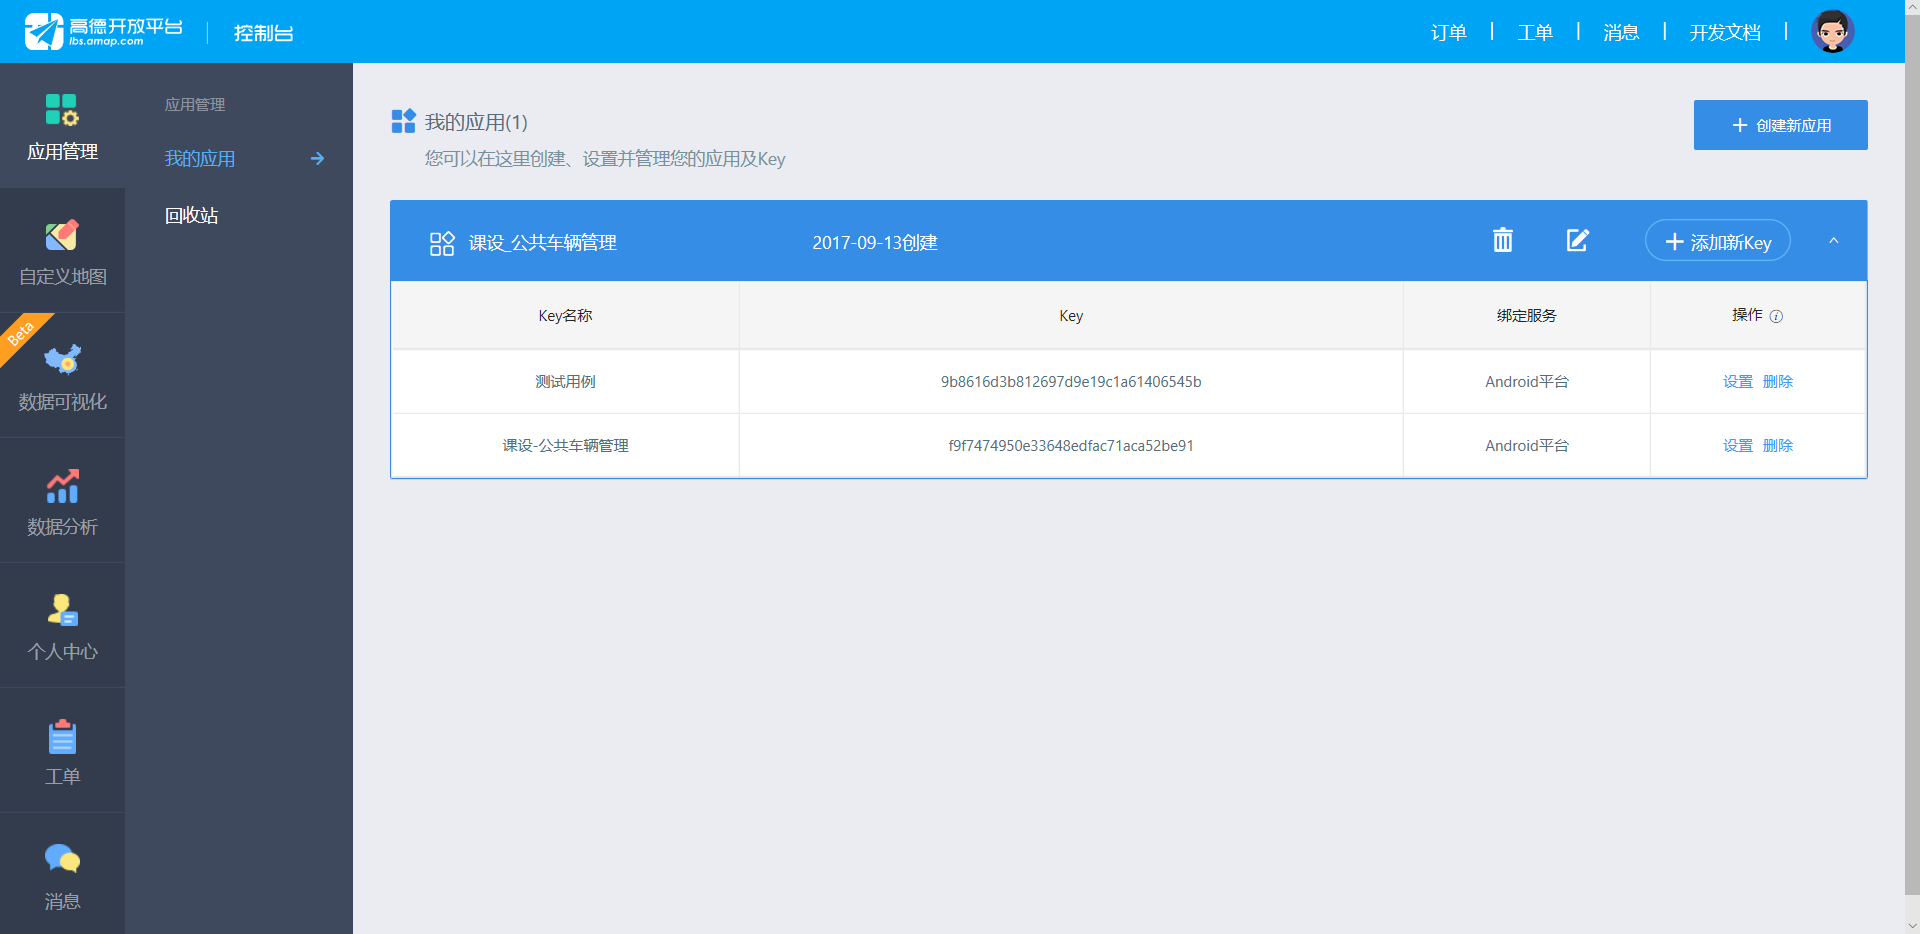 高德开放平台
lbs.amap.com
控制台
订单
工单
消息
开发文档
应用管理
自定义地图
Beta
数据可视化
数据分析
个人中心
工单
消息
应用管理
我的应用
回收站
我的应用(1)
您可以在这里创建、设置并管理您的应用及Key
创建新应用
课设_公共车辆管理 2017-09-13创建 添加新Key
Key名称 Key 绑定服务 操作
测试用例 9b8616d3b812697d9e19c1a61406545b Android平台 设置 删除
课设-公共车辆管理 f9f7474950e33648edfac71aca52be91 Android平台 设置 删除